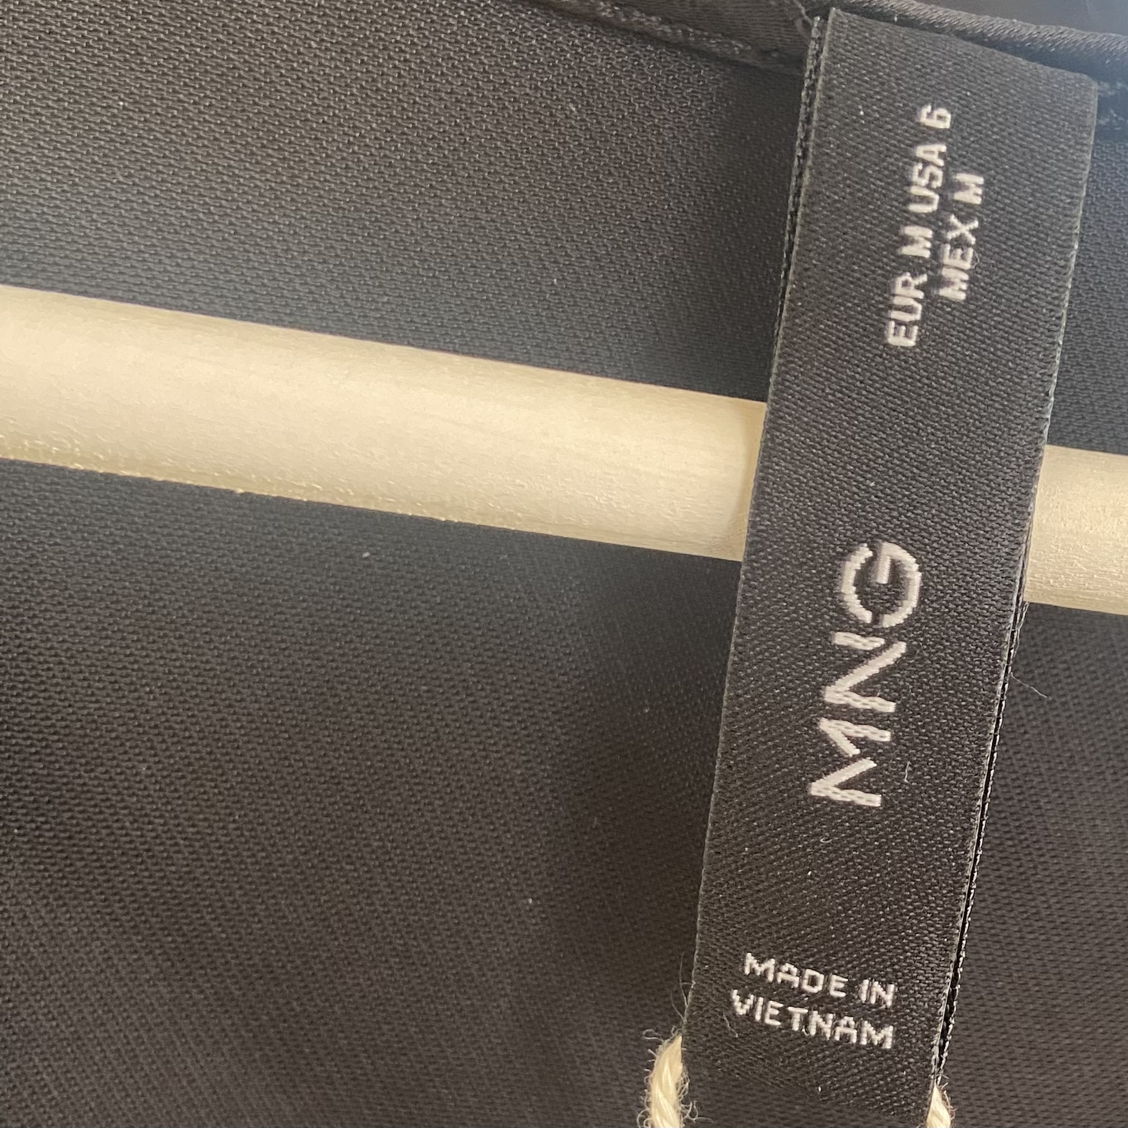 EUR M USA 6
MEX M
MNG
MADE IN
VIETNAM